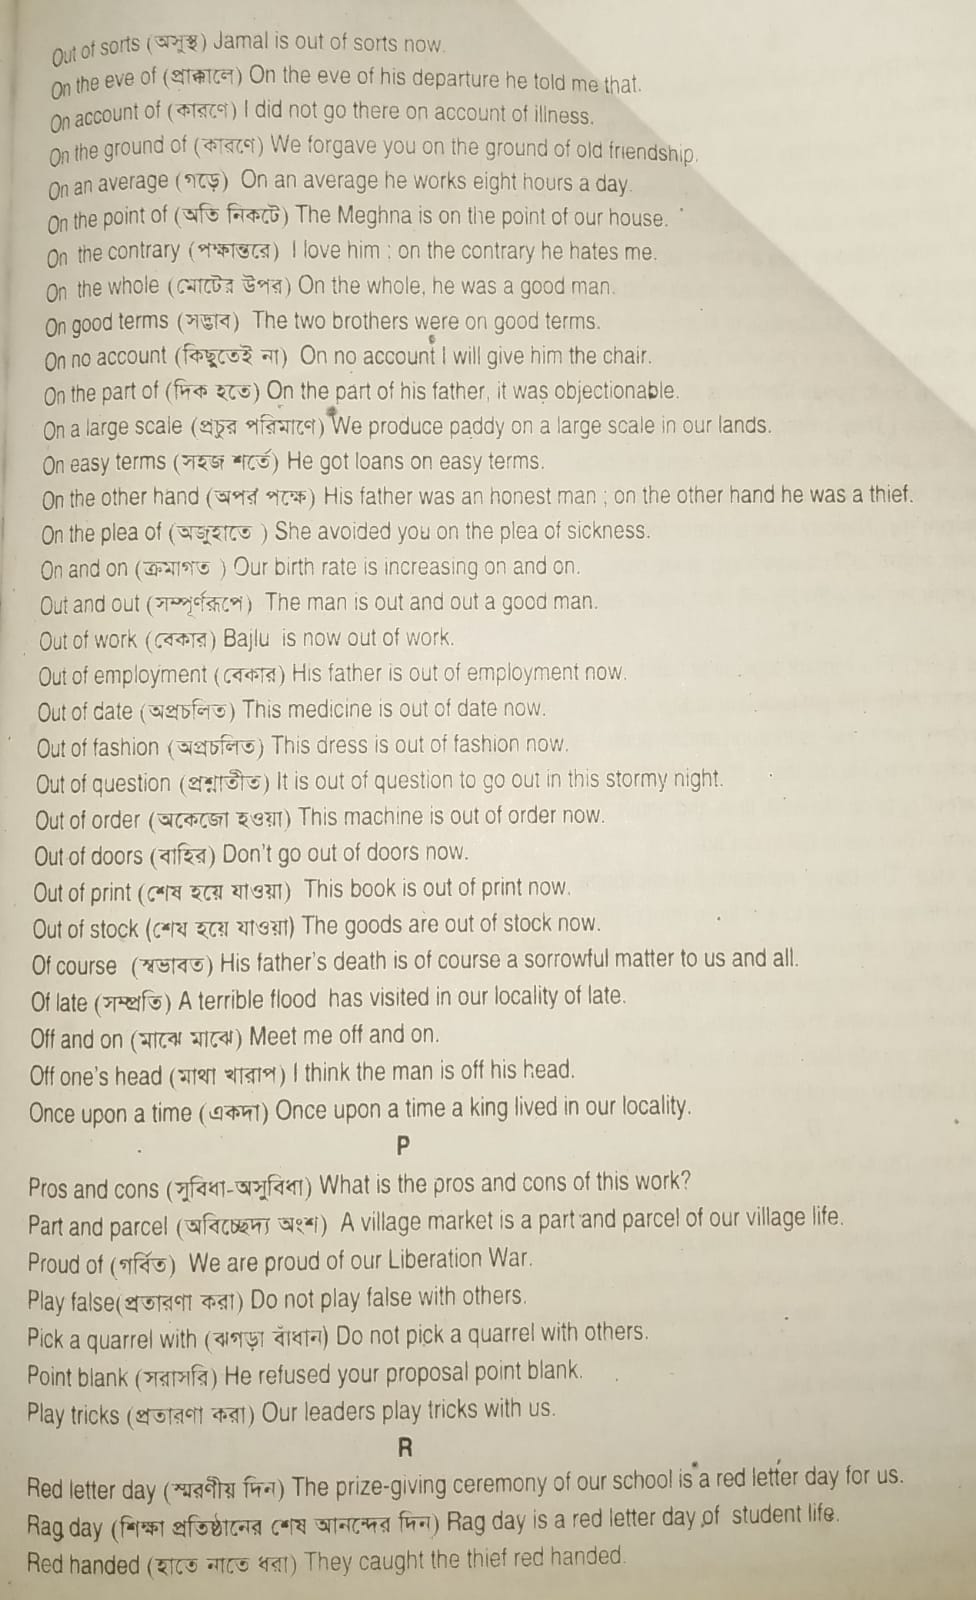 Out of sorts (অসুস্থ) Jamal is out of sorts now.
On the eve of (প্রাক্কালে) On the eve of his departure he told me that.
On account of (কারণে) I did not go there on account of illness.
On the ground of (কারণে) We forgave you on the ground of old friendship.
On an average (গড়ে) On an average he works eight hours a day.
On the point of (অতি নিকটে) The Meghna is on the point of our house.
On the contrary (পক্ষান্তরে) I love him ; on the contrary he hates me.
On the whole (মোটের উপর) On the whole, he was a good man.
On good terms (সদ্ভাব) The two brothers were on good terms.
On no account (কিছুতেই না) On no account I will give him the chair.
On the part of (দিক হতে) On the part of his father, it was objectionable.
On a large scale (প্রচুর পরিমাণে) We produce paddy on a large scale in our lands.
On easy terms (সহজ শর্তে) He got loans on easy terms.
On the other hand (অপর পক্ষে) His father was an honest man ; on the other hand he was a thief.
On the plea of (অজুহাতে ) She avoided you on the plea of sickness.
On and on (ক্রমাগত ) Our birth rate is increasing on and on.
Out and out (সম্পূর্ণরূপে) The man is out and out a good man.
Out of work (বেকার) Bajlu is now out of work.
Out of employment (বেকার) His father is out of employment now.
Out of date (অপ্রচলিত) This medicine is out of date now.
Out of fashion (অপ্রচলিত) This dress is out of fashion now.
Out of question (প্রশ্নাতীত) It is out of question to go out in this stormy night.
Out of order (অকেজো হওয়া) This machine is out of order now.
Out of doors (বাহির) Don't go out of doors now.
Out of print (শেষ হয়ে যাওয়া) This book is out of print now.
Out of stock (শেষ হয়ে যাওয়া) The goods are out of stock now.
Of course (স্বভাবত) His father's death is of course a sorrowful matter to us and all.
Of late (সম্প্রতি) A terrible flood has visited in our locality of late.
Off and on (মাঝে মাঝে) Meet me off and on.
Off one's head (মাথা খারাপ) I think the man is off his head.
Once upon a time (একদা) Once upon a time a king lived in our locality.
P
Pros and cons (সুবিধা-অসুবিধা) What is the pros and cons of this work?
Part and parcel (অবিচ্ছেদ্য অংশ) A village market is a part and parcel of our village life.
Proud of (গর্বিত) We are proud of our Liberation War.
Play false(প্রতারণা করা) Do not play false with others.
Pick a quarrel with (ঝগড়া বাঁধান) Do not pick a quarrel with others.
Point blank (সরাসরি) He refused your proposal point blank.
Play tricks (প্রতারণা করা) Our leaders play tricks with us.
R
Red letter day (স্মরণীয় দিন) The prize-giving ceremony of our school is a red letter day for us.
Rag day (শিক্ষা প্রতিষ্ঠানের শেষ আনন্দের দিন) Rag day is a red letter day of student life.
Red handed (হাতে নাতে ধরা) They caught the thief red handed.